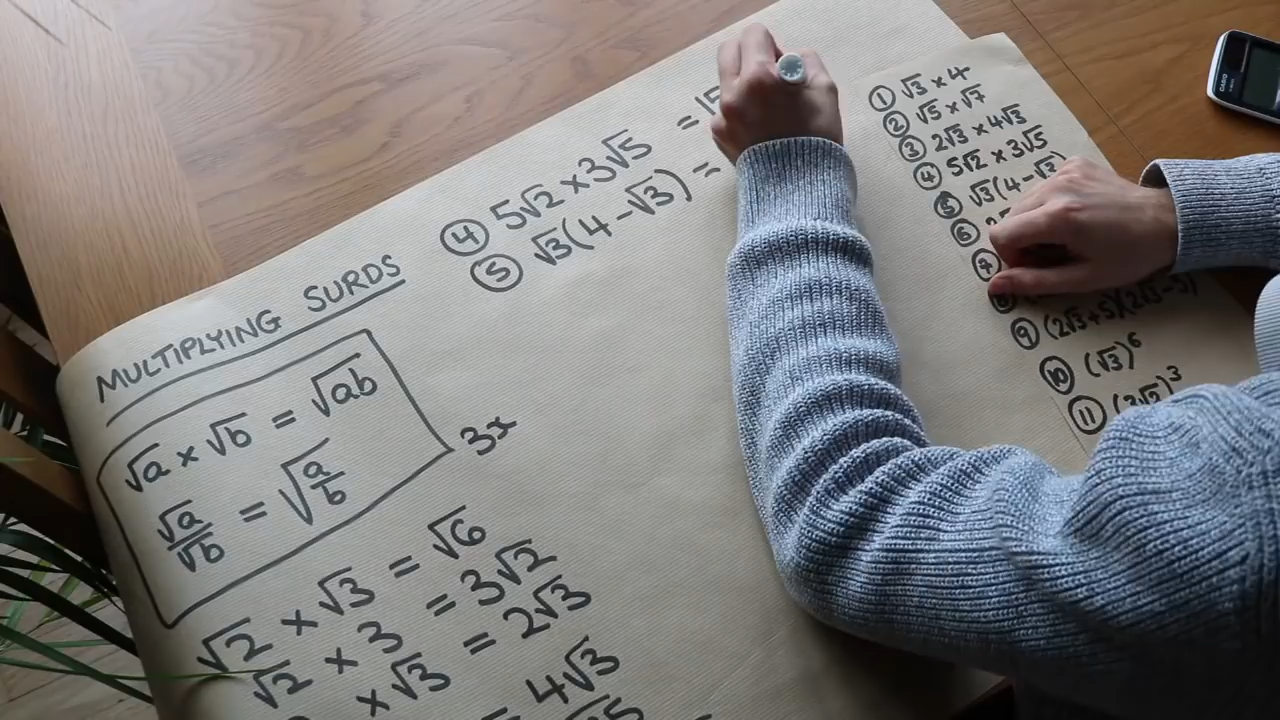 MULTIPLYING SURDS
√a × √b = √ab
√a/√b = √(a/b)
3x
√2 × √3 = √6
√2 × 3 = 3√2
× √3 = 2√3
= 4√3
④ 5√2 × 3√5 = 15
⑤ √3(4 - √3) =
① √3 × 4
② √5 × √7
③ 2√3 × 4√3
④ 5√2 × 3√5
⑤ √3(4 - √3)
⑥
⑦
⑧
⑨ (2√3+5)(2√3-5)
⑩ (√3)⁶
⑪ (3√2)³
CASIO